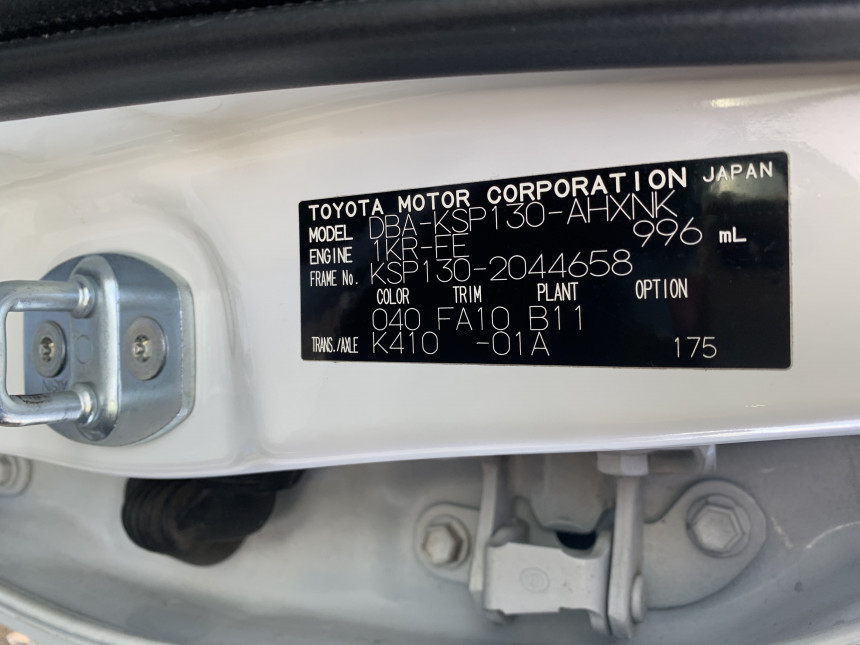 TOYOTA MOTOR CORPORATION JAPAN
MODEL DBA-KSP130-AHXNK
ENGINE 1KR-FE 996 mL
FRAME No. KSP130-2044658
COLOR TRIM PLANT OPTION
040 FA10 B11
TRANS./AXLE K410 -01A 175